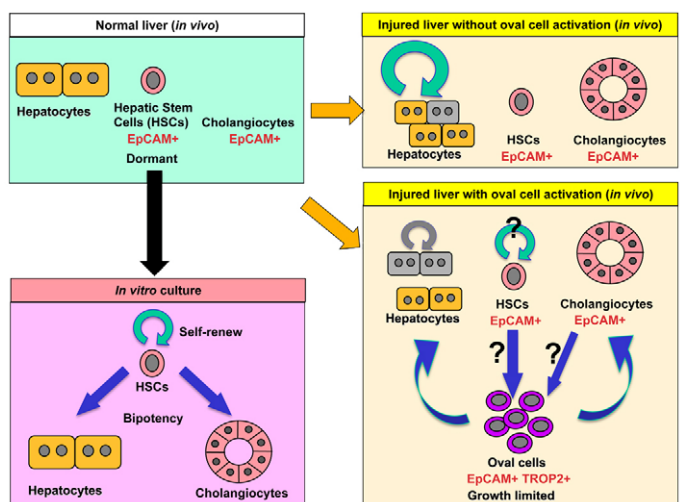 Normal liver (in vivo)
Hepatocytes
Hepatic Stem
Cells (HSCs)
EpCAM+
Dormant
Cholangiocytes
EpCAM+
Injured liver without oval cell activation (in vivo)
Hepatocytes
HSCs
EpCAM+
Cholangiocytes
EpCAM+
Injured liver with oval cell activation (in vivo)
?
Hepatocytes
HSCs
EpCAM+
Cholangiocytes
EpCAM+
?
?
Oval cells
EpCAM+ TROP2+
Growth limited
In vitro culture
Self-renew
HSCs
Bipotency
Hepatocytes
Cholangiocytes